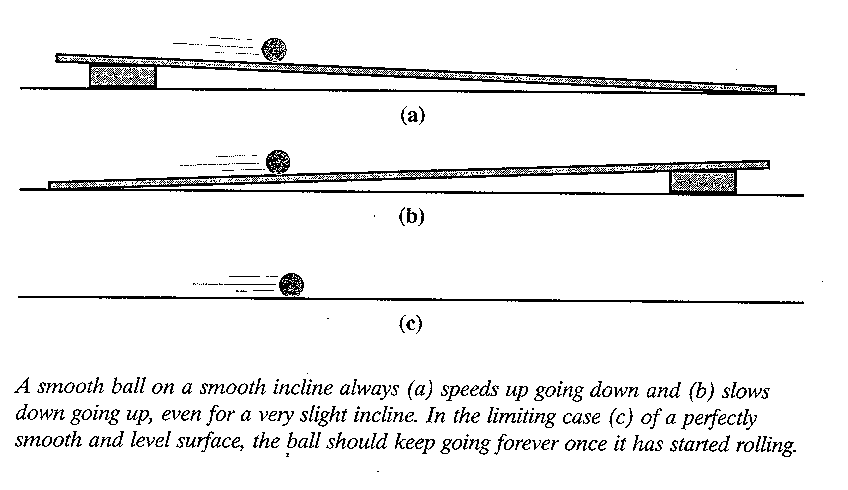 (a)
(b)
(c)
A smooth ball on a smooth incline always (a) speeds up going down and (b) slows
down going up, even for a very slight incline. In the limiting case (c) of a perfectly
smooth and level surface, the ball should keep going forever once it has started rolling.